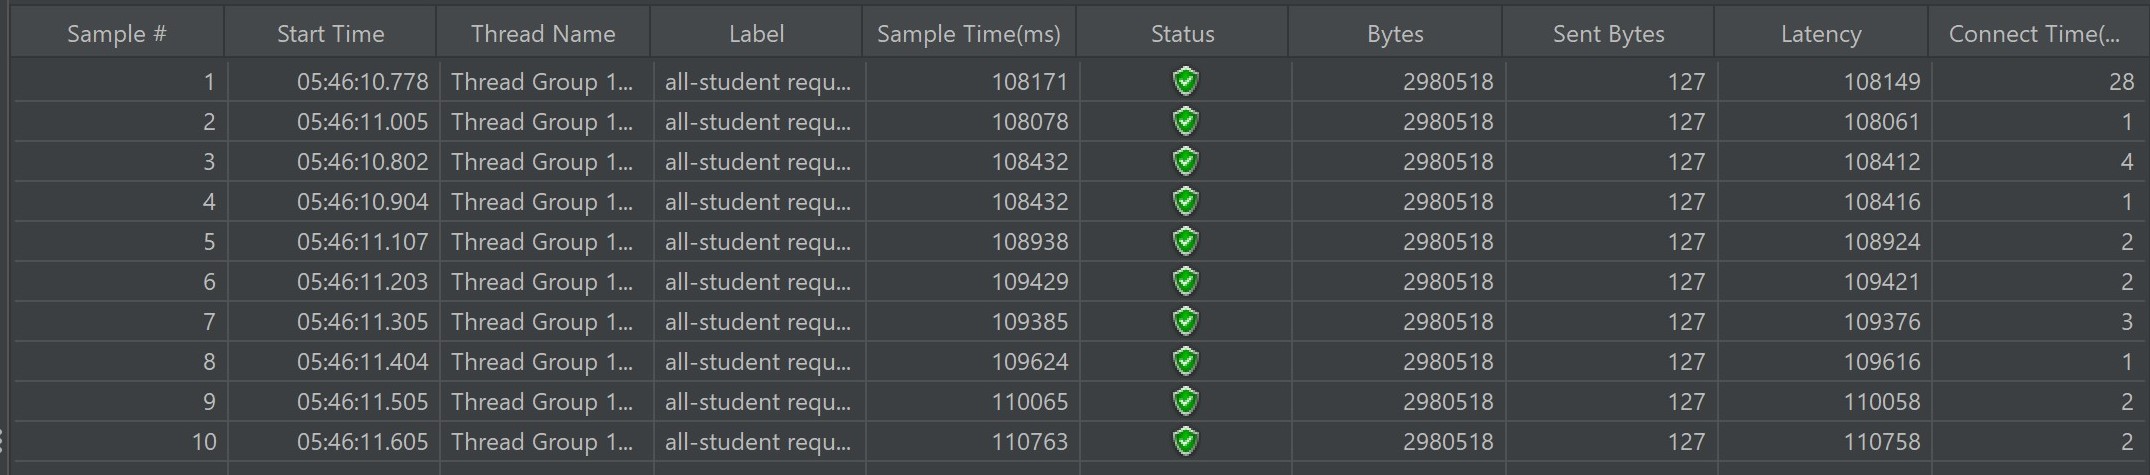 Sample # Start Time Thread Name Label Sample Time(ms) Status Bytes Sent Bytes Latency Connect Time(...
1 05:46:10.778 Thread Group 1... all-student requ... 108171 2980518 127 108149 28
2 05:46:11.005 Thread Group 1... all-student requ... 108078 2980518 127 108061 1
3 05:46:10.802 Thread Group 1... all-student requ... 108432 2980518 127 108412 4
4 05:46:10.904 Thread Group 1... all-student requ... 108432 2980518 127 108416 1
5 05:46:11.107 Thread Group 1... all-student requ... 108938 2980518 127 108924 2
6 05:46:11.203 Thread Group 1... all-student requ... 109429 2980518 127 109421 2
7 05:46:11.305 Thread Group 1... all-student requ... 109385 2980518 127 109376 3
8 05:46:11.404 Thread Group 1... all-student requ... 109624 2980518 127 109616 1
9 05:46:11.505 Thread Group 1... all-student requ... 110065 2980518 127 110058 2
10 05:46:11.605 Thread Group 1... all-student requ... 110763 2980518 127 110758 2